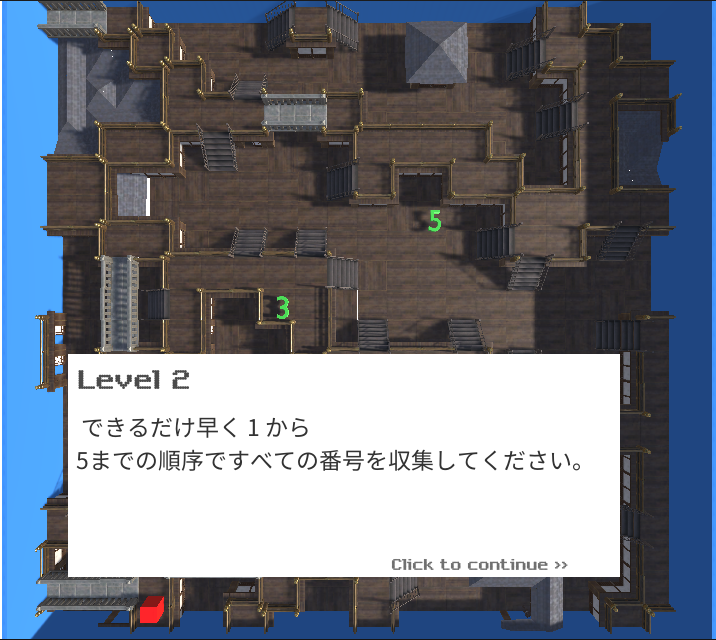 5
3
Level 2
できるだけ早く 1 から
5までの順序ですべての番号を収集してください。
Click to continue >>